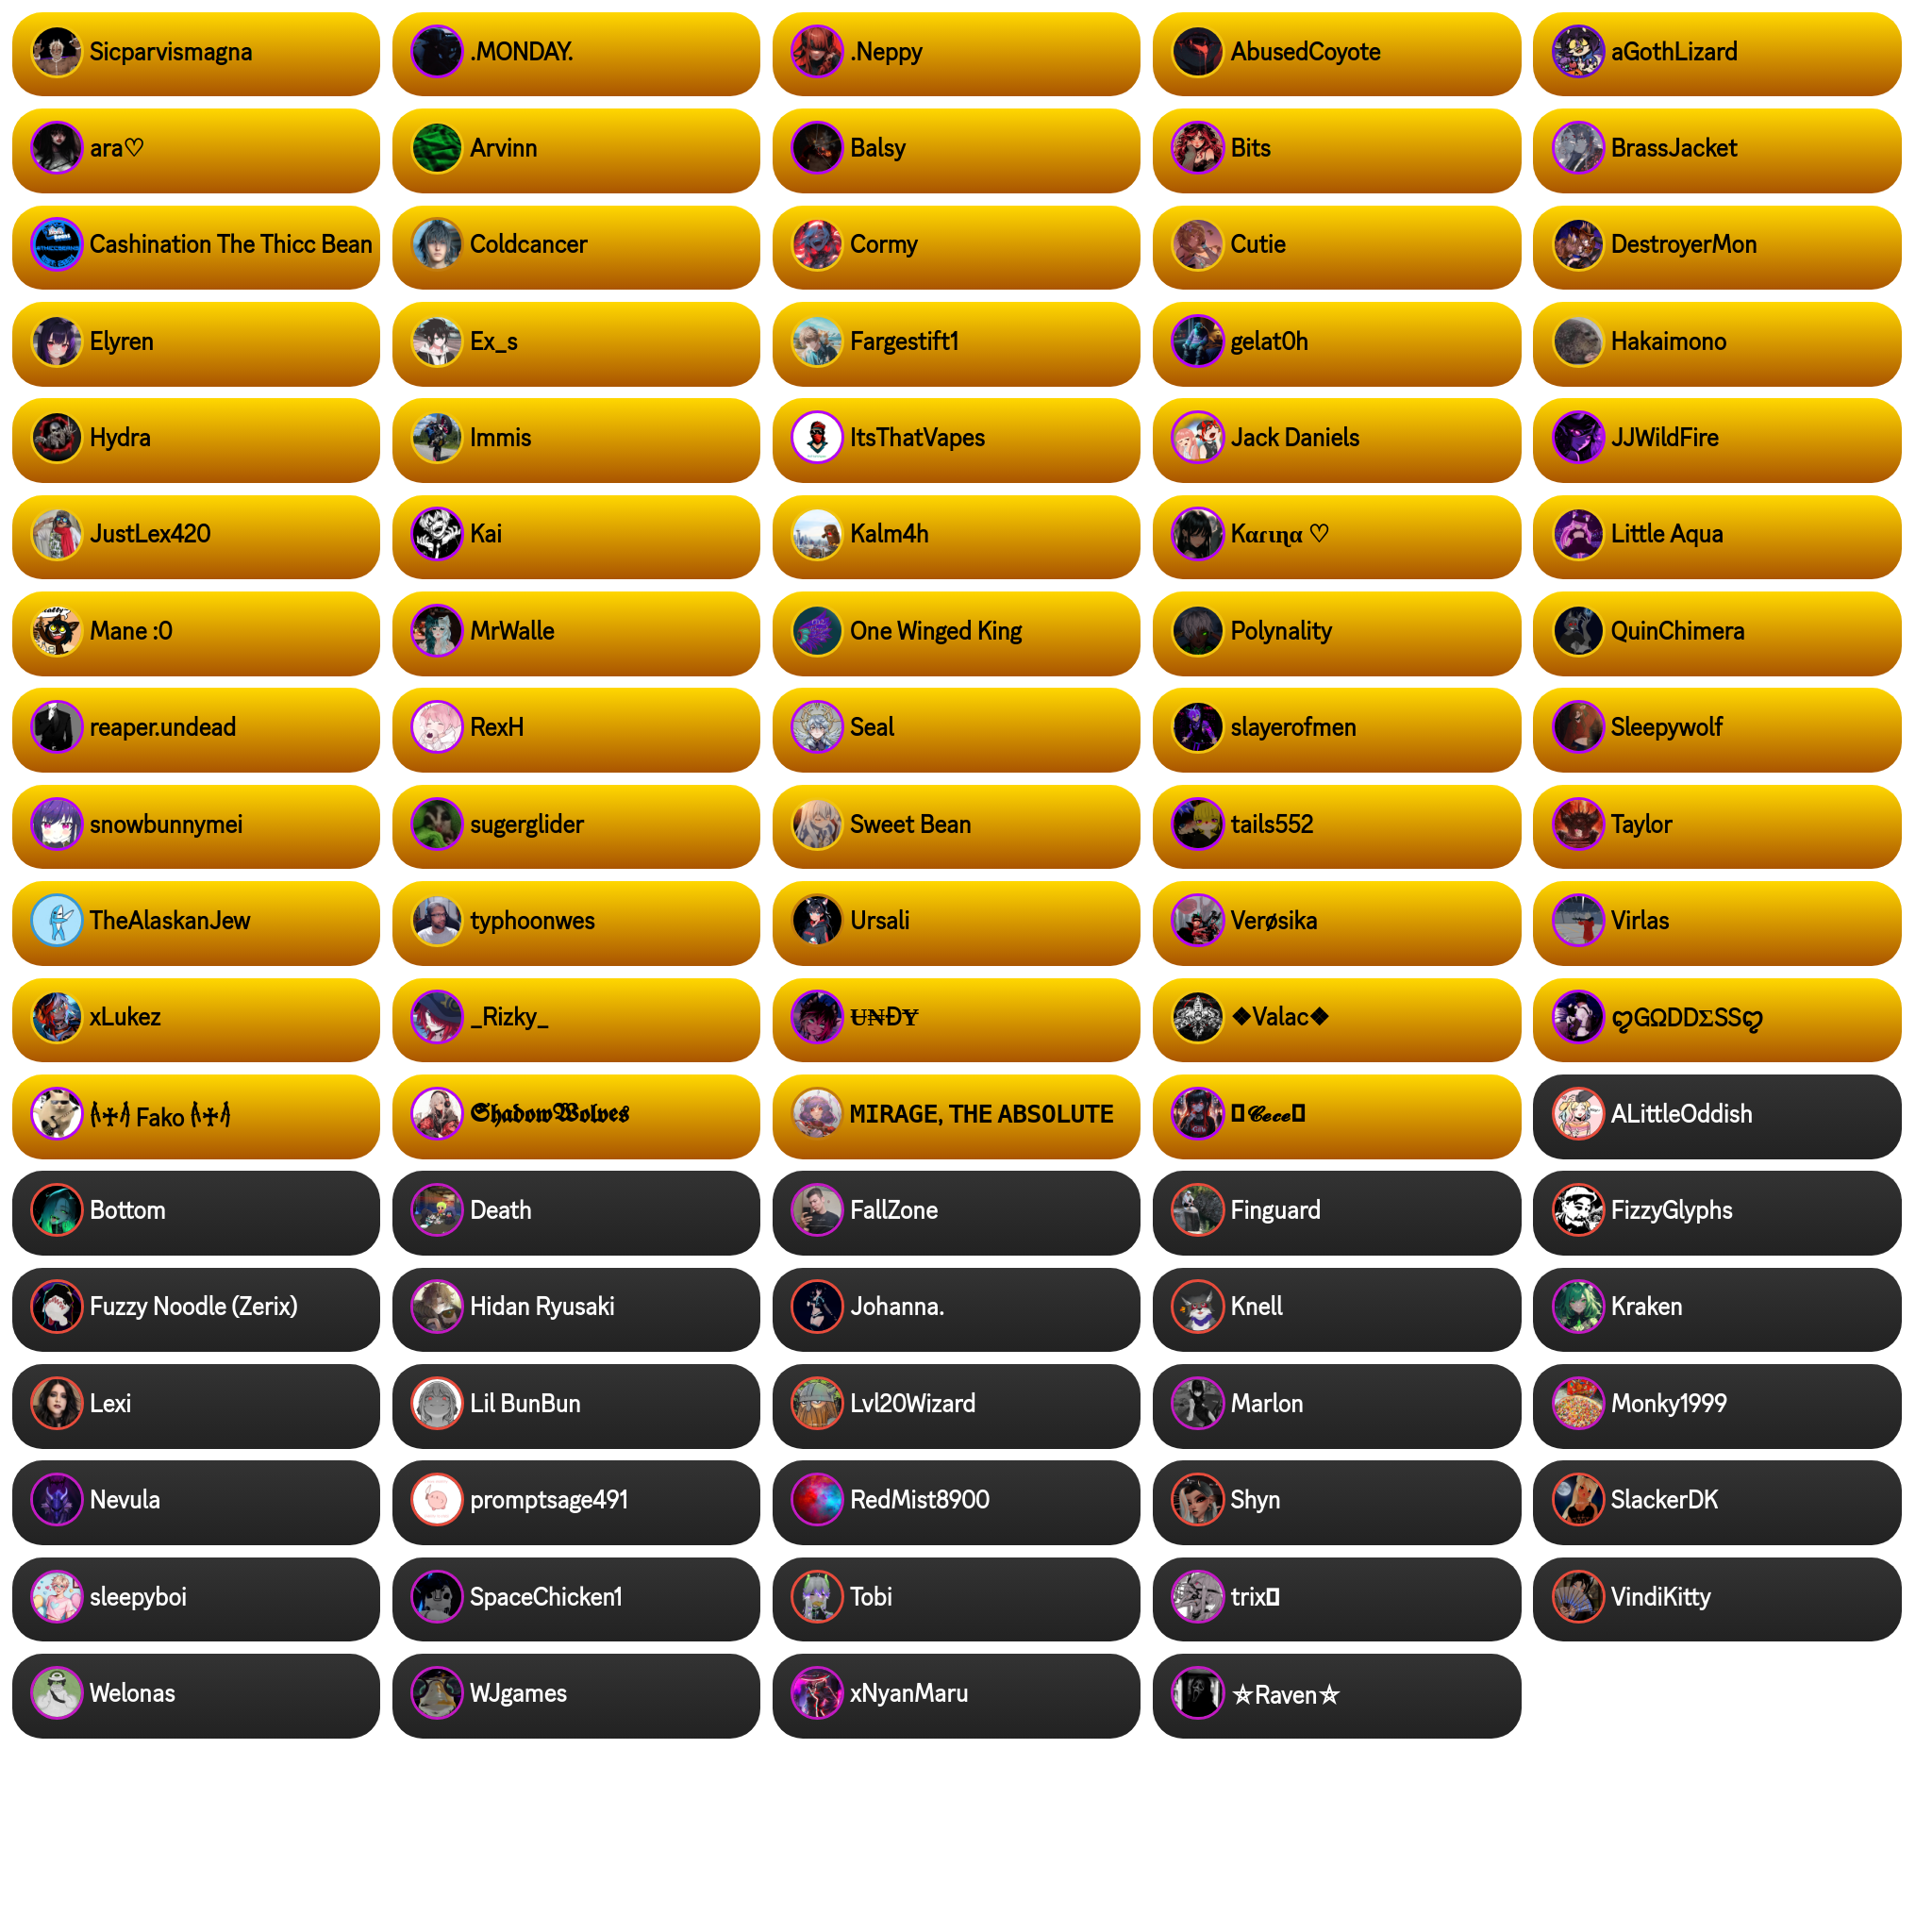 Sicparvismagna
.MONDAY.
.Neppy
AbusedCoyote
aGothLizard
ara♡
Arvinn
Balsy
Bits
BrassJacket
Cashination The Thicc Bean
Coldcancer
Cormy
Cutie
DestroyerMon
Elyren
Ex_s
Fargestift1
gelat0h
Hakaimono
Hydra
Immis
ItsThatVapes
Jack Daniels
JJWildFire
JustLex420
Kai
Kalm4h
Kαɾιɳα ♡
Little Aqua
Mane :0
MrWalle
One Winged King
Polynality
QuinChimera
reaper.undead
RexH
Seal
slayerofmen
Sleepywolf
snowbunnymei
sugerglider
Sweet Bean
tails552
Taylor
TheAlaskanJew
typhoonwes
Ursali
Verøsika
Virlas
xLukez
_Rizky_
U̶₦ĐɎ
❖Valac❖
ღGΩDDΣSSღ
Fako
𝕾𝖍𝖆𝖉𝖔𝖜𝖂𝖔𝖑𝖛𝖊𝖘
MIRAGE, THE ABSOLUTE
𝓒𝓮𝓬𝓮
ALittleOddish
Bottom
Death
FallZone
Finguard
FizzyGlyphs
Fuzzy Noodle (Zerix)
Hidan Ryusaki
Johanna.
Knell
Kraken
Lexi
Lil BunBun
Lvl20Wizard
Marlon
Monky1999
Nevula
promptsage491
RedMist8900
Shyn
SlackerDK
sleepyboi
SpaceChicken1
Tobi
trix
VindiKitty
Welonas
WJgames
xNyanMaru
⛤Raven⛤